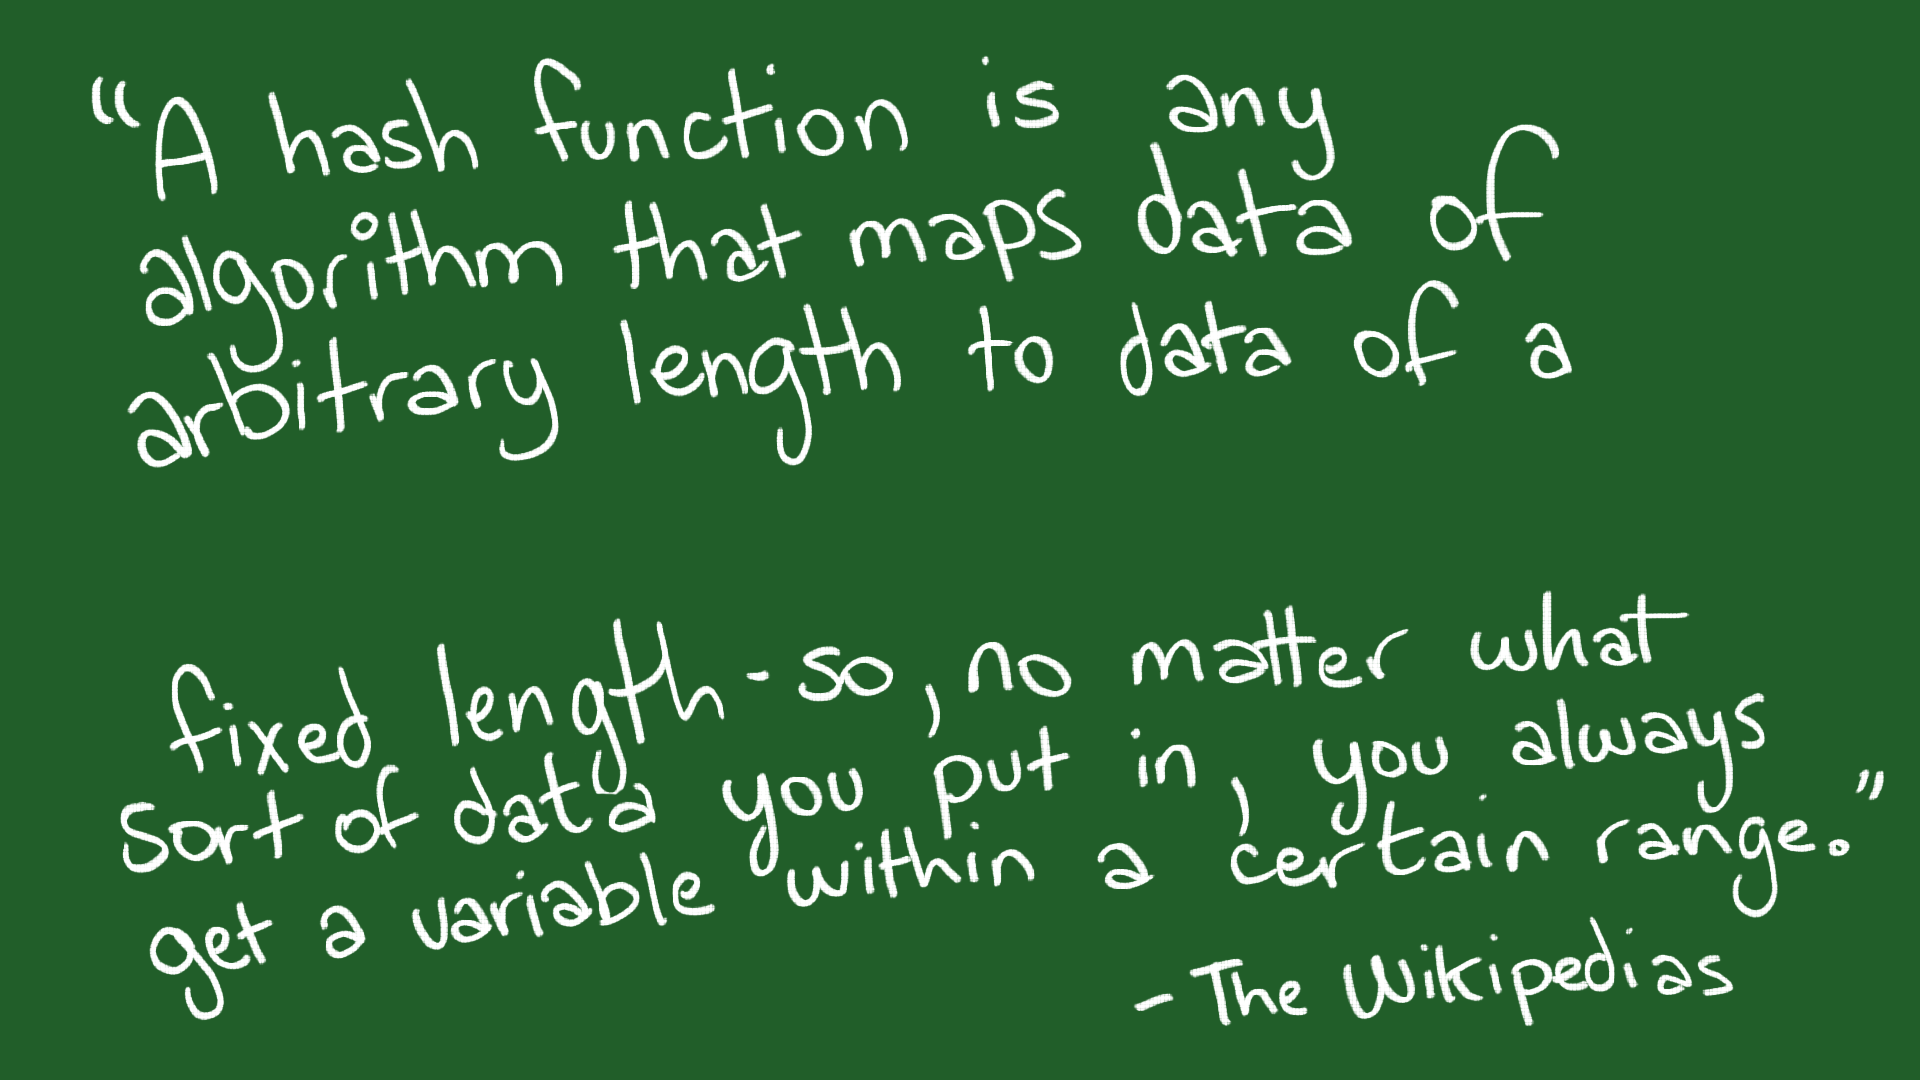 “A hash function is any
algorithm that maps data of
arbitrary length to data of a
fixed length - so, no matter what
sort of data you put in, you always
get a variable within a certain range.”
- The Wikipedias